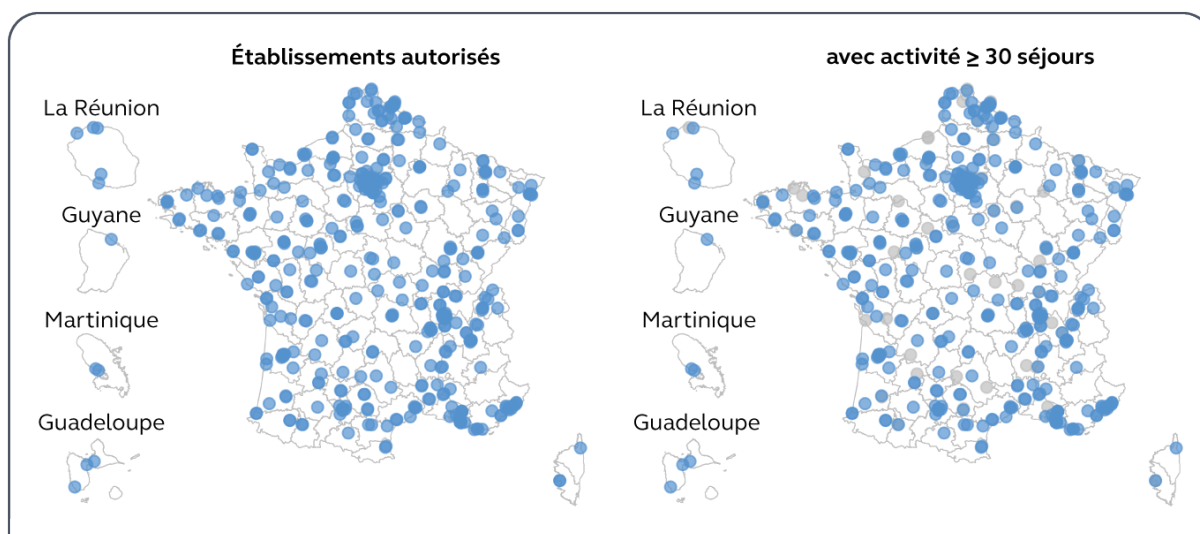 Établissements autorisés
La Réunion
Guyane
Martinique
Guadeloupe
avec activité ≥ 30 séjours
La Réunion
Guyane
Martinique
Guadeloupe